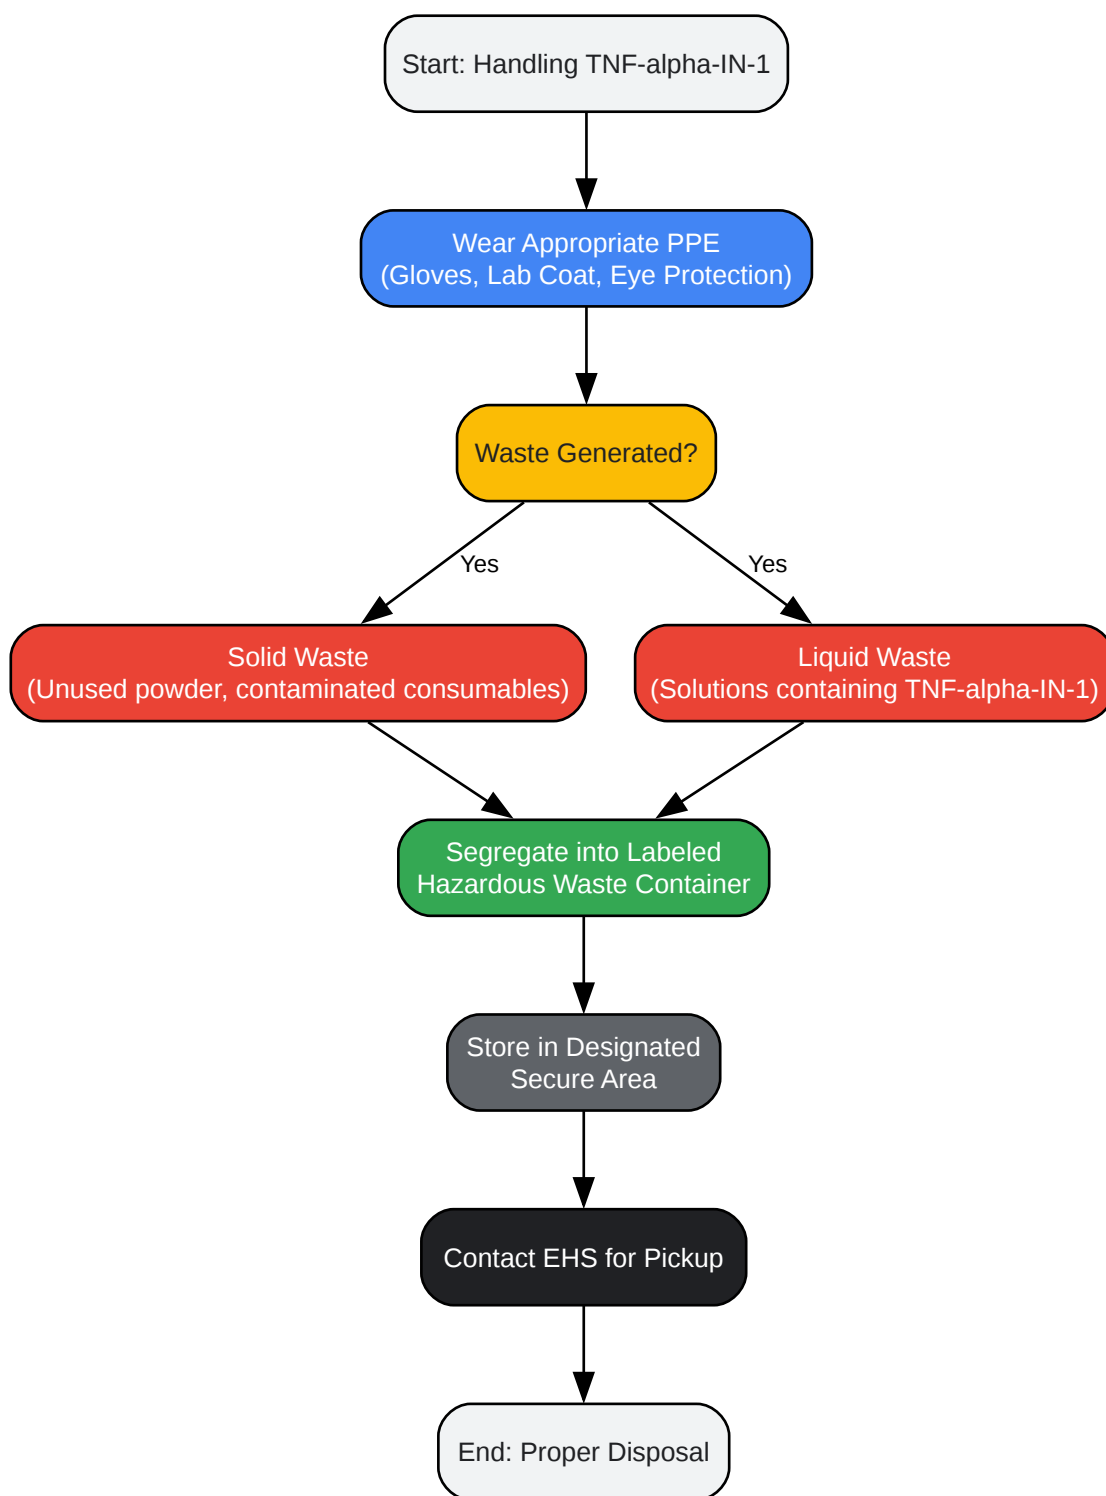 Start: Handling TNF-alpha-IN-1
Wear Appropriate PPE
(Gloves, Lab Coat, Eye Protection)
Waste Generated?
Yes
Yes
Solid Waste
(Unused powder, contaminated consumables)
Liquid Waste
(Solutions containing TNF-alpha-IN-1)
Segregate into Labeled
Hazardous Waste Container
Store in Designated
Secure Area
Contact EHS for Pickup
End: Proper Disposal